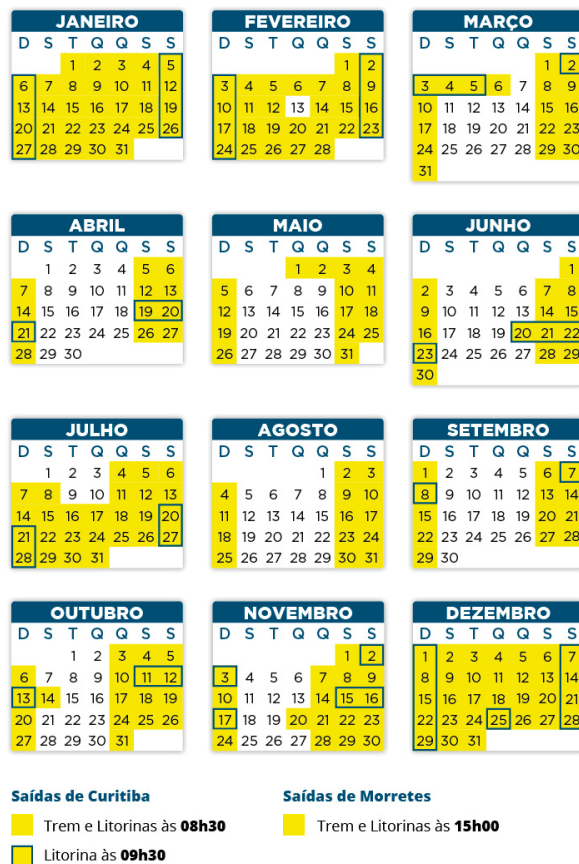 JANEIRO
D S T Q Q S S
1 2 3 4 5
6 7 8 9 10 11 12
13 14 15 16 17 18 19
20 21 22 23 24 25 26
27 28 29 30 31
FEVEREIRO
D S T Q Q S S
1 2
3 4 5 6 7 8 9
10 11 12 13 14 15 16
17 18 19 20 21 22 23
24 25 26 27 28
MARÇO
D S T Q Q S S
1 2
3 4 5 6 7 8 9
10 11 12 13 14 15 16
17 18 19 20 21 22 23
24 25 26 27 28 29 30
31
ABRIL
D S T Q Q S S
1 2 3 4 5 6
7 8 9 10 11 12 13
14 15 16 17 18 19 20
21 22 23 24 25 26 27
28 29 30
MAIO
D S T Q Q S S
1 2 3 4
5 6 7 8 9 10 11
12 13 14 15 16 17 18
19 20 21 22 23 24 25
26 27 28 29 30 31
JUNHO
D S T Q Q S S
1
2 3 4 5 6 7 8
9 10 11 12 13 14 15
16 17 18 19 20 21 22
23 24 25 26 27 28 29
30
JULHO
D S T Q Q S S
1 2 3 4 5 6
7 8 9 10 11 12 13
14 15 16 17 18 19 20
21 22 23 24 25 26 27
28 29 30 31
AGOSTO
D S T Q Q S S
1 2 3
4 5 6 7 8 9 10
11 12 13 14 15 16 17
18 19 20 21 22 23 24
25 26 27 28 29 30 31
SETEMBRO
D S T Q Q S S
1 2 3 4 5 6 7
8 9 10 11 12 13 14
15 16 17 18 19 20 21
22 23 24 25 26 27 28
29 30
OUTUBRO
D S T Q Q S S
1 2 3 4 5
6 7 8 9 10 11 12
13 14 15 16 17 18 19
20 21 22 23 24 25 26
27 28 29 30 31
NOVEMBRO
D S T Q Q S S
1 2
3 4 5 6 7 8 9
10 11 12 13 14 15 16
17 18 19 20 21 22 23
24 25 26 27 28 29 30
DEZEMBRO
D S T Q Q S S
1 2 3 4 5 6 7
8 9 10 11 12 13 14
15 16 17 18 19 20 21
22 23 24 25 26 27 28
29 30 31
Saídas de Curitiba
Trem e Litorinas às 08h30
Litorina às 09h30
Saídas de Morretes
Trem e Litorinas às 15h00